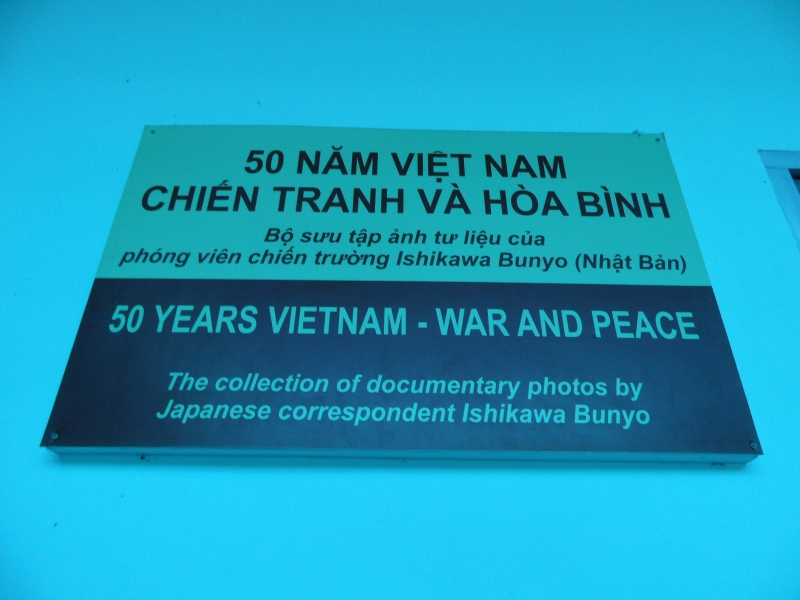 50 NĂM VIỆT NAM
CHIẾN TRANH VÀ HÒA BÌNH
Bộ sưu tập ảnh tư liệu của
phóng viên chiến trường Ishikawa Bunyo (Nhật Bản)
50 YEARS VIETNAM - WAR AND PEACE
The collection of documentary photos by
Japanese correspondent Ishikawa Bunyo